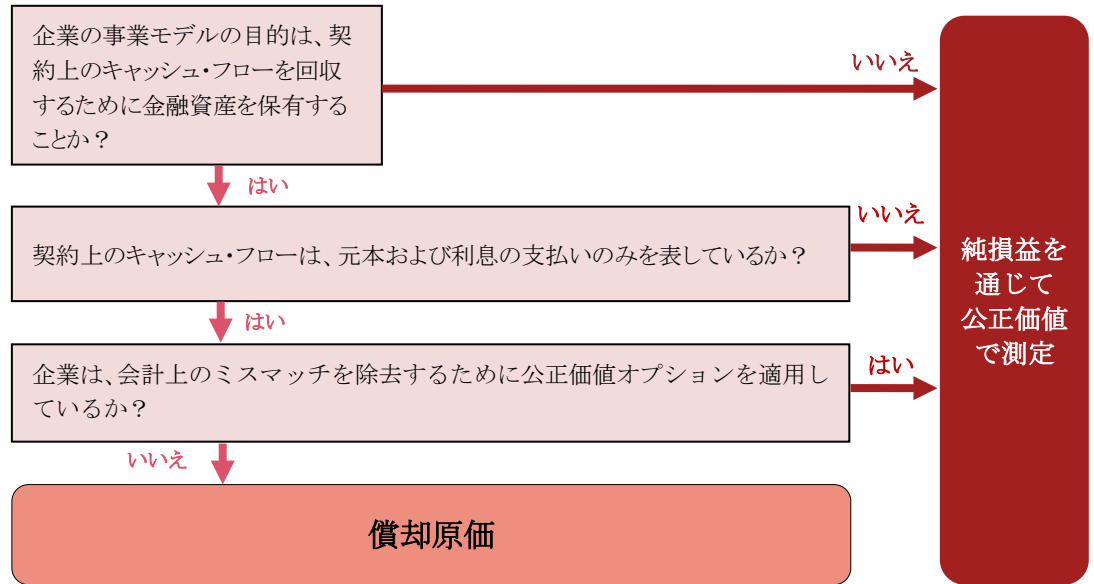 企業の事業モデルの目的は、契
約上のキャッシュ・フローを回収
するために金融資産を保有する
ことか？
いいえ
はい
契約上のキャッシュ・フローは、元本および利息の支払いのみを表しているか？
いいえ
はい
企業は、会計上のミスマッチを除去するために公正価値オプションを適用し
ているか？
はい
いいえ
償却原価
純損益を
通じて
公正価値
で測定